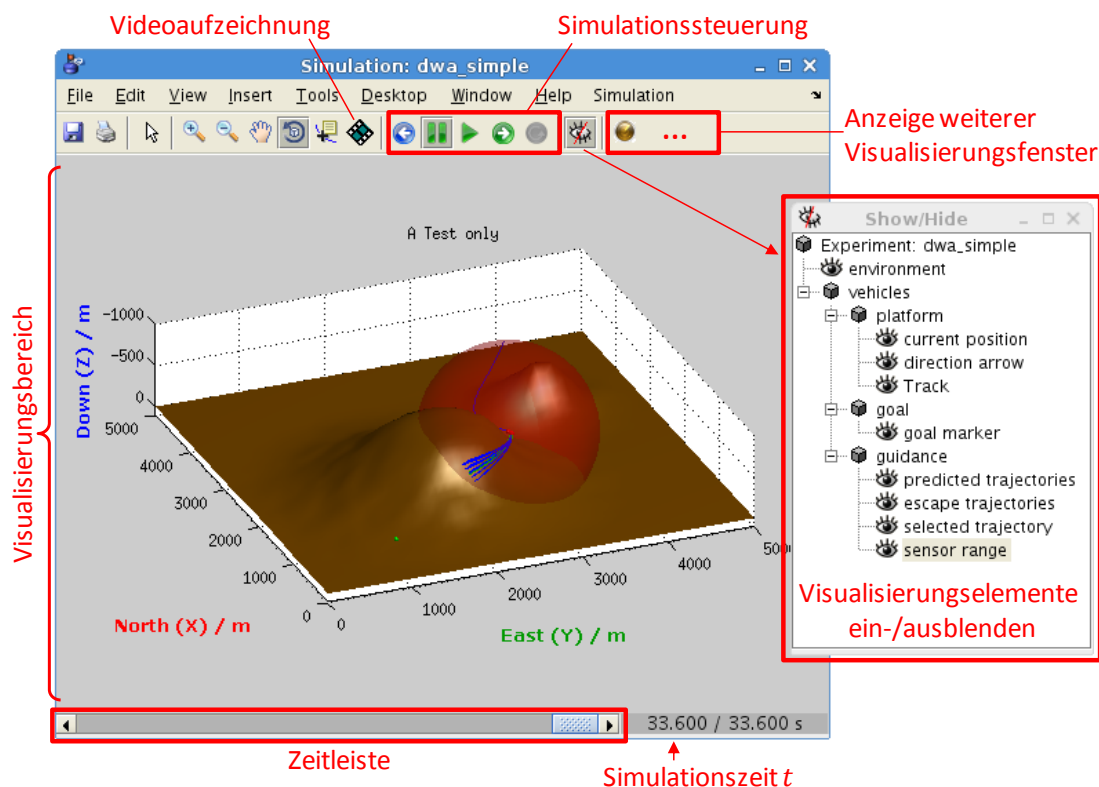 Videoaufzeichnung
Simulationssteuerung
Simulation: dwa_simple
File Edit View Insert Tools Desktop Window Help Simulation
...
Anzeige weiterer
Visualisierungsfenster
Visualisierungsbereich
A Test only
Down (Z) / m
-1000
-500
0
5000
4000
3000
2000
1000
0
North (X) / m
0
1000
2000
3000
4000
500
East (Y) / m
Show/Hide
Experiment: dwa_simple
environment
vehicles
platform
current position
direction arrow
Track
goal
goal marker
guidance
predicted trajectories
escape trajectories
selected trajectory
sensor range
Visualisierungselemente
ein-/ausblenden
33.600 / 33.600 s
Zeitleiste
Simulationszeit t